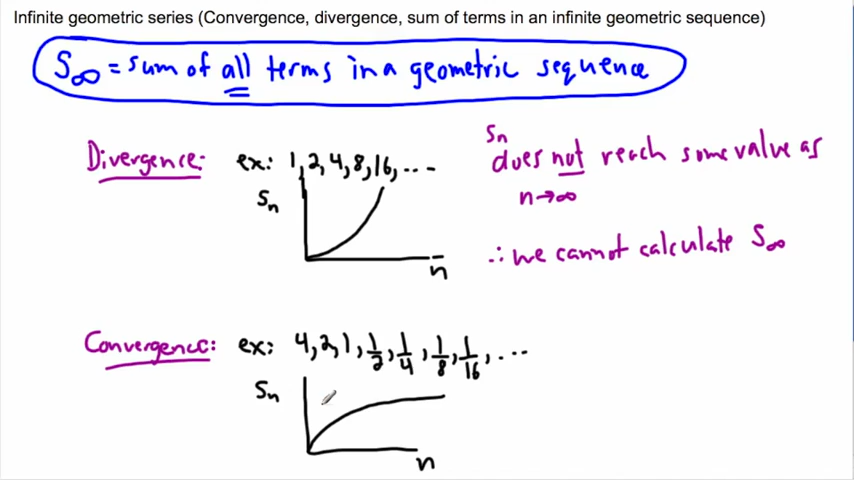 Infinite geometric series (Convergence, divergence, sum of terms in an infinite geometric sequence)
S∞ = sum of all terms in a geometric sequence
Divergence: ex: 1, 2, 4, 8, 16, ...
Sn
n
Sn
does not reach some value as
n→∞
∴ we cannot calculate S∞
Convergence: ex: 4, 2, 1, 1/2, 1/4, 1/8, 1/16, ...
Sn
n